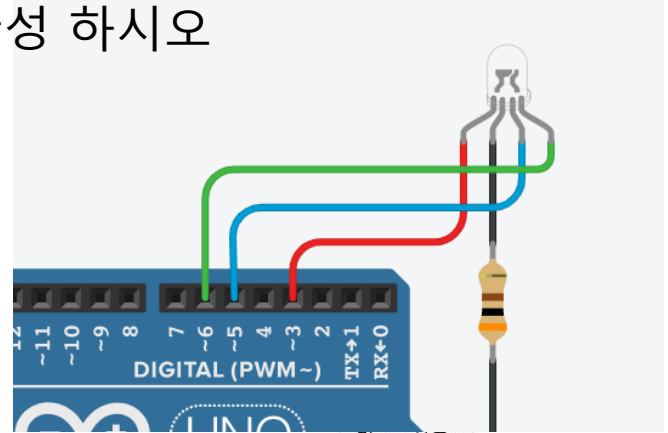 성 하시오
12 ~11 ~10 ~9 8 7 ~6 ~5 4 ~3 2 TX→1 RX←0
DIGITAL (PWM~)
UNO